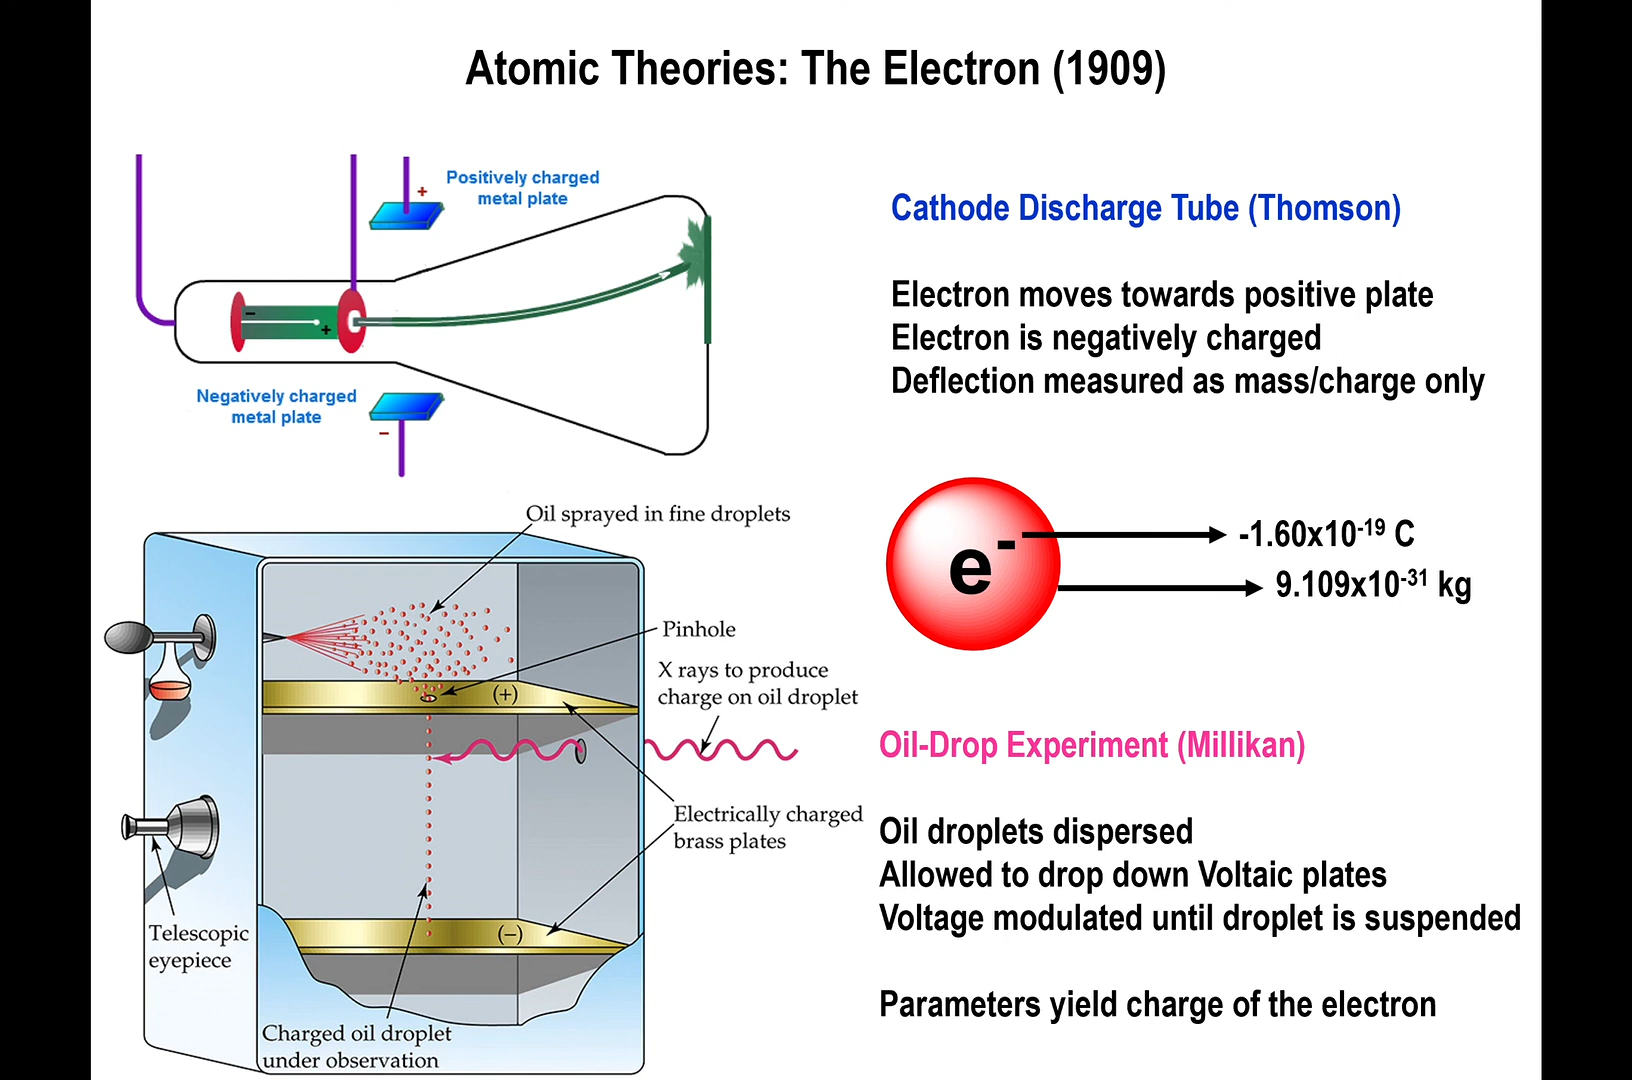 Atomic Theories: The Electron (1909)
Positively charged
metal plate
+
−
+
Negatively charged
metal plate
−
Cathode Discharge Tube (Thomson)
Electron moves towards positive plate
Electron is negatively charged
Deflection measured as mass/charge only
e⁻
-1.60x10⁻¹⁹ C
9.109x10⁻³¹ kg
Oil sprayed in fine droplets
Pinhole
(+)
X rays to produce
charge on oil droplet
Electrically charged
brass plates
(−)
Telescopic
eyepiece
Charged oil droplet
under observation
Oil-Drop Experiment (Millikan)
Oil droplets dispersed
Allowed to drop down Voltaic plates
Voltage modulated until droplet is suspended
Parameters yield charge of the electron